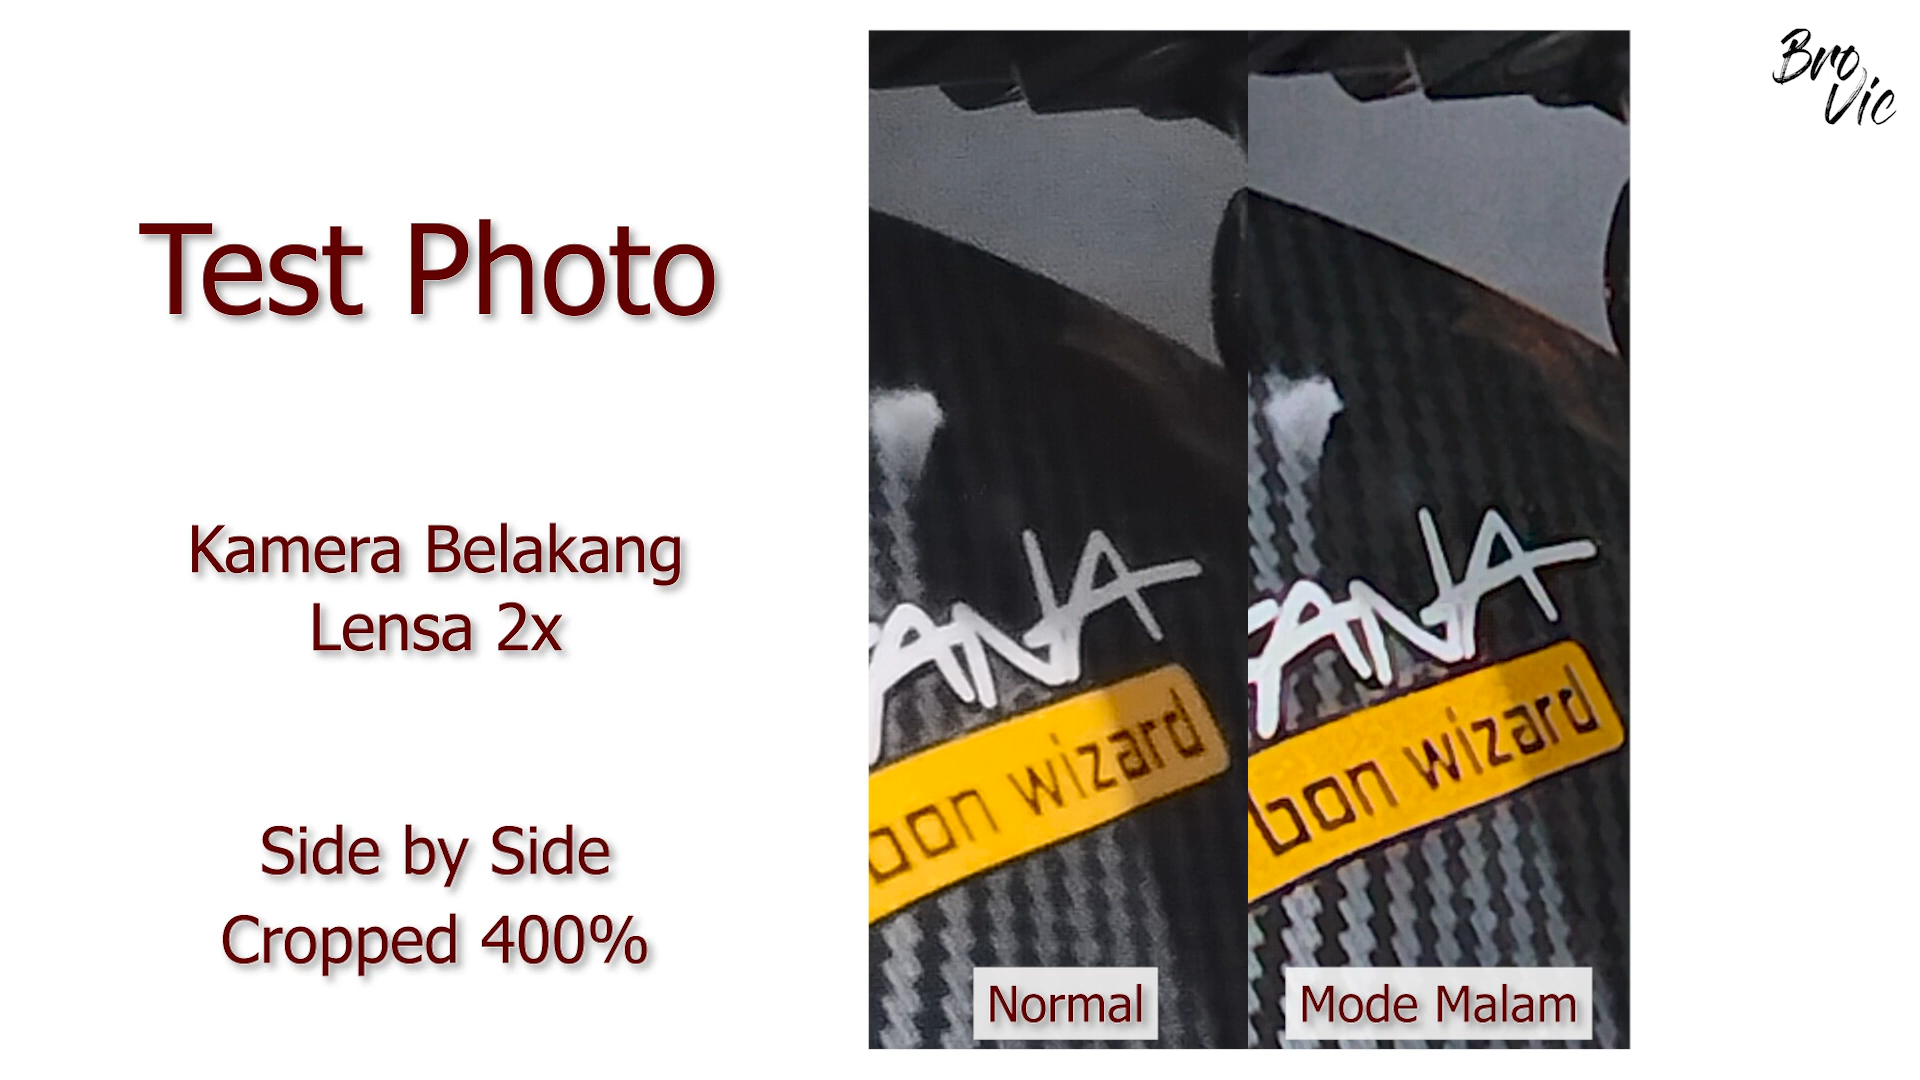 Bro
Vic
Test Photo
Kamera Belakang
Lensa 2x
Side by Side
Cropped 400%
ANA
bon wizard
Normal
ANA
bon wizard
Mode Malam